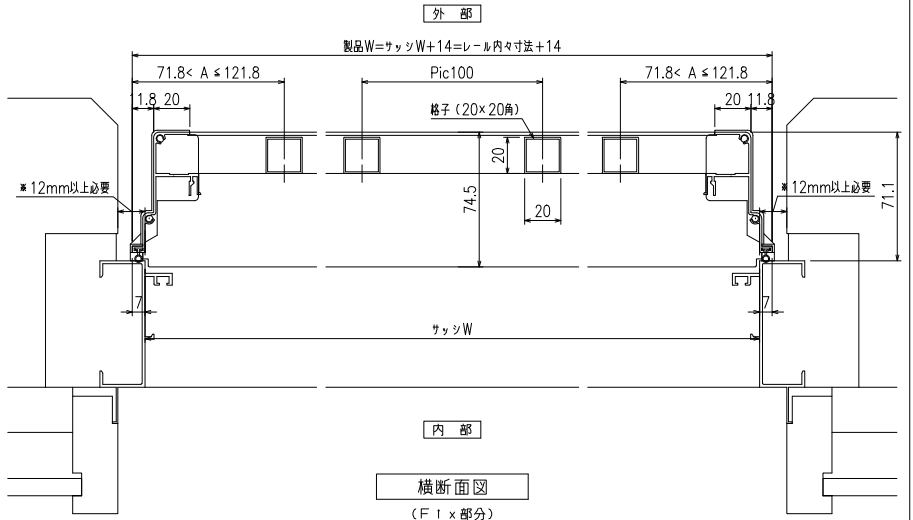 外 部
製品W=サッシW+14=レール内々寸法+14
71.8< A ≤121.8
Pic100
71.8< A ≤121.8
11.8
20
格子（20×20角）
20
11.8
20
74.5
71.1
※12mm以上必要
※12mm以上必要
20
7
7
サッシW
内 部
横断面図
(F1x部分)